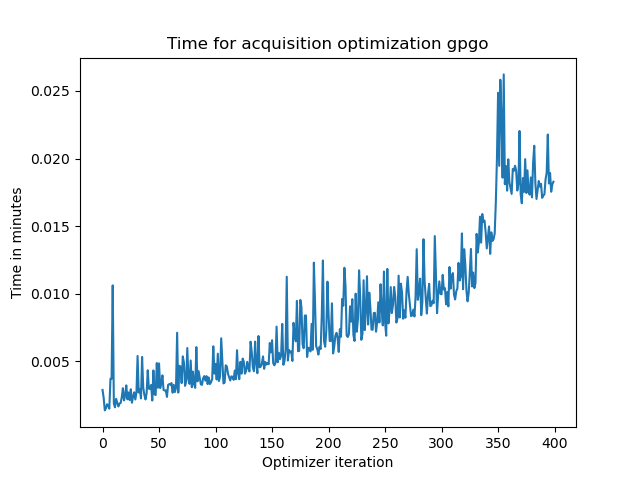 Time for acquisition optimization gpgo
0.025
0.020
0.015
0.010
0.005
Time in minutes
0 50 100 150 200 250 300 350 400
Optimizer iteration